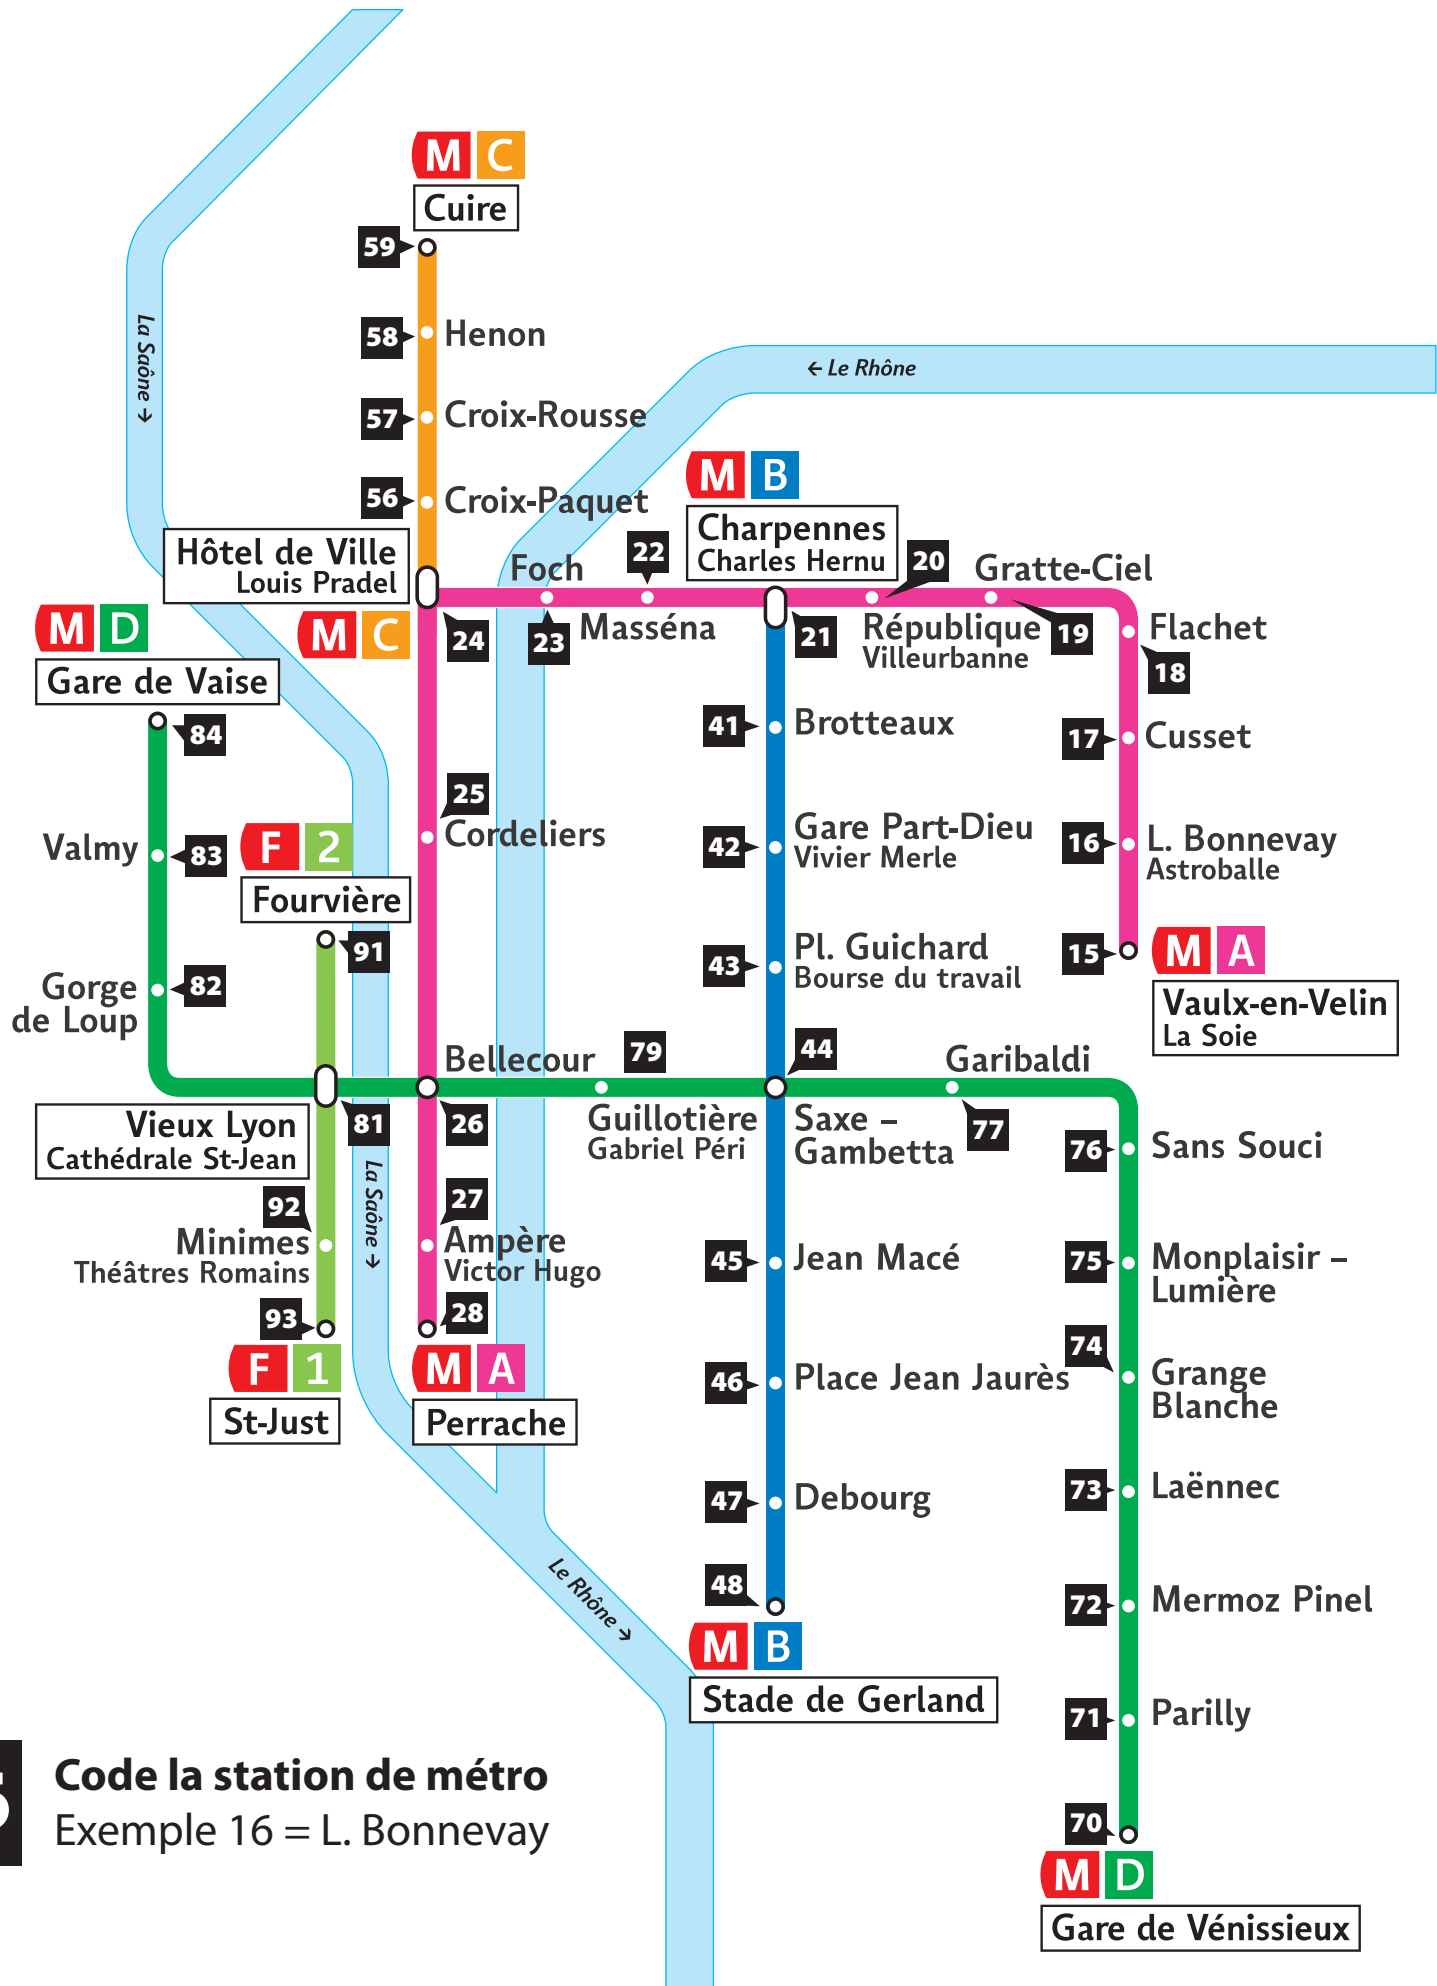 M C
Cuire
59
58
Henon
La Saône →
← Le Rhône
57
Croix-Rousse
56
Croix-Paquet
M B
Charpennes
Charles Hernu
Hôtel de Ville
Louis Pradel
M C
24
Foch
23
22
Masséna
21
20
République
Villeurbanne
Gratte-Ciel
19
Flachet
18
M D
Gare de Vaise
84
41
Brotteaux
17
Cusset
25
Cordeliers
Valmy
83
F 2
Fourvière
91
42
Gare Part-Dieu
Vivier Merle
16
L. Bonnevay
Astroballe
43
Pl. Guichard
Bourse du travail
15
M A
Vaulx-en-Velin
La Soie
Gorge
de Loup
82
Bellecour
79
44
Garibaldi
Vieux Lyon
Cathédrale St-Jean
81
26
Guillotière
Gabriel Péri
Saxe –
Gambetta
77
76
Sans Souci
La Saône →
92
Minimes
Théâtres Romains
27
Ampère
Victor Hugo
45
Jean Macé
75
Monplaisir –
Lumière
93
F 1
St-Just
28
M A
Perrache
46
Place Jean Jaurès
74
Grange
Blanche
47
Debourg
73
Laënnec
Le Rhône →
48
M B
Stade de Gerland
72
Mermoz Pinel
71
Parilly
70
M D
Gare de Vénissieux
Code la station de métro
Exemple 16 = L. Bonnevay